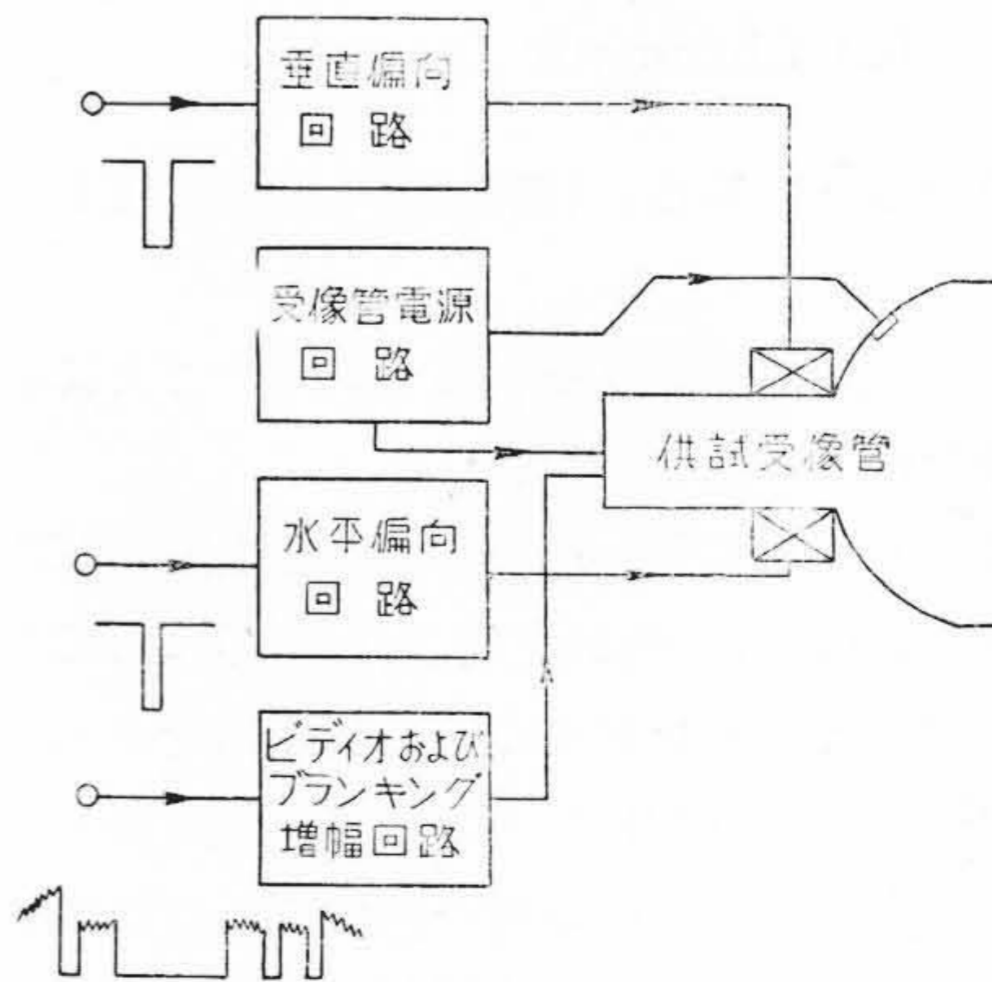 垂直偏向
回路
受像管電源
回路
供試受像管
水平偏向
回路
ビディオおよび
ブランキング
増幅回路